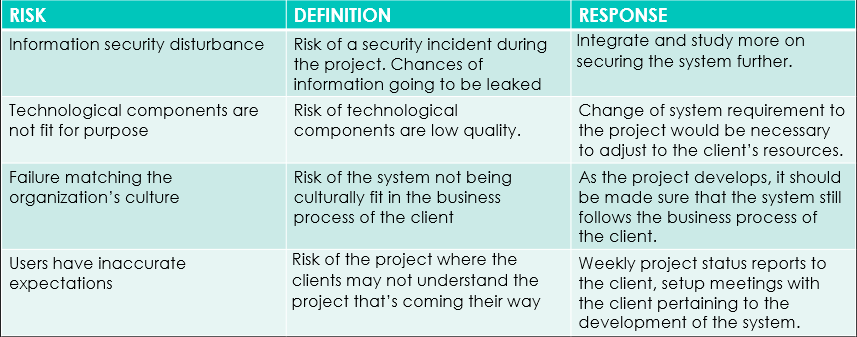 RISK
DEFINITION
RESPONSE
Information security disturbance
Risk of a security incident during
the project. Chances of
information going to be leaked
Integrate and study more on
securing the system further.
Technological components are
not fit for purpose
Risk of technological
components are low quality.
Change of system requirement to
the project would be necessary
to adjust to the client's resources.
Failure matching the
organization's culture
Risk of the system not being
culturally fit in the business
process of the client
As the project develops, it should
be made sure that the system still
follows the business process of
the client.
Users have inaccurate
expectations
Risk of the project where the
clients may not understand the
project that's coming their way
Weekly project status reports to
the client, setup meetings with
the client pertaining to the
development of the system.